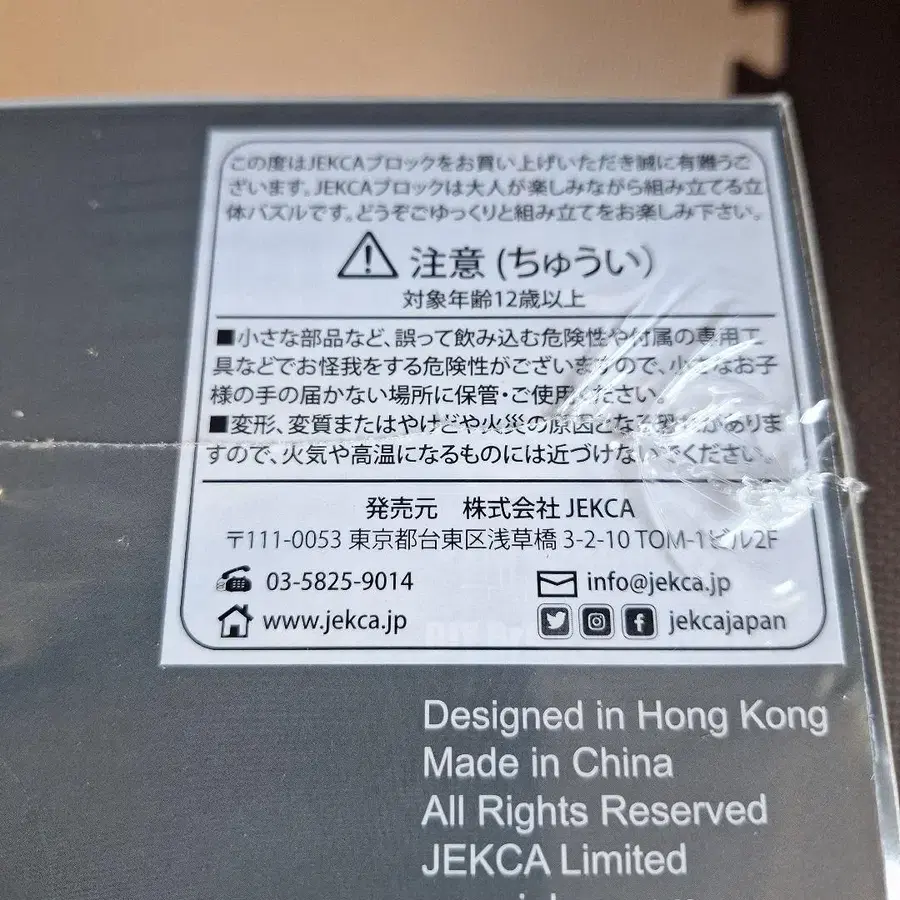 この度はJEKCAブロックをお買い上げいただき誠に有難うご
ざいます。JEKCAブロックは大人が楽しみながら組み立てる立
体パズルです。どうぞごゆっくりと組み立てをお楽しみ下さい。
注意 (ちゅうい)
対象年齢12歳以上
■小さな部品など、誤って飲み込む危険性や付属の専用工
具などでお怪我をする危険性がございますので、小さなお子
様の手の届かない場所に保管・ご使用ください。
■変形、変質またはやけどや火災の原因となる恐れがありま
すので、火気や高温になるものには近づけないでください。
発売元 株式会社 JEKCA
〒111-0053 東京都台東区浅草橋 3-2-10 TOM-1ビル2F
03-5825-9014 info@jekca.jp
www.jekca.jp jekcajapan
Designed in Hong Kong
Made in China
All Rights Reserved
JEKCA Limited